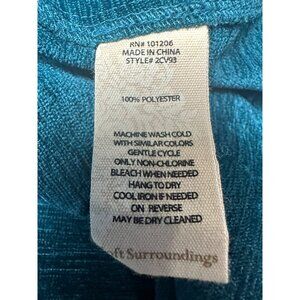 RN# 101206
MADE IN CHINA
STYLE# 2CV93
100% POLYESTER
MACHINE WASH COLD
WITH SIMILAR COLORS
GENTLE CYCLE
ONLY NON-CHLORINE
BLEACH WHEN NEEDED
HANG TO DRY
COOL IRON IF NEEDED
ON REVERSE
MAY BE DRY CLEANED
ft Surroundings